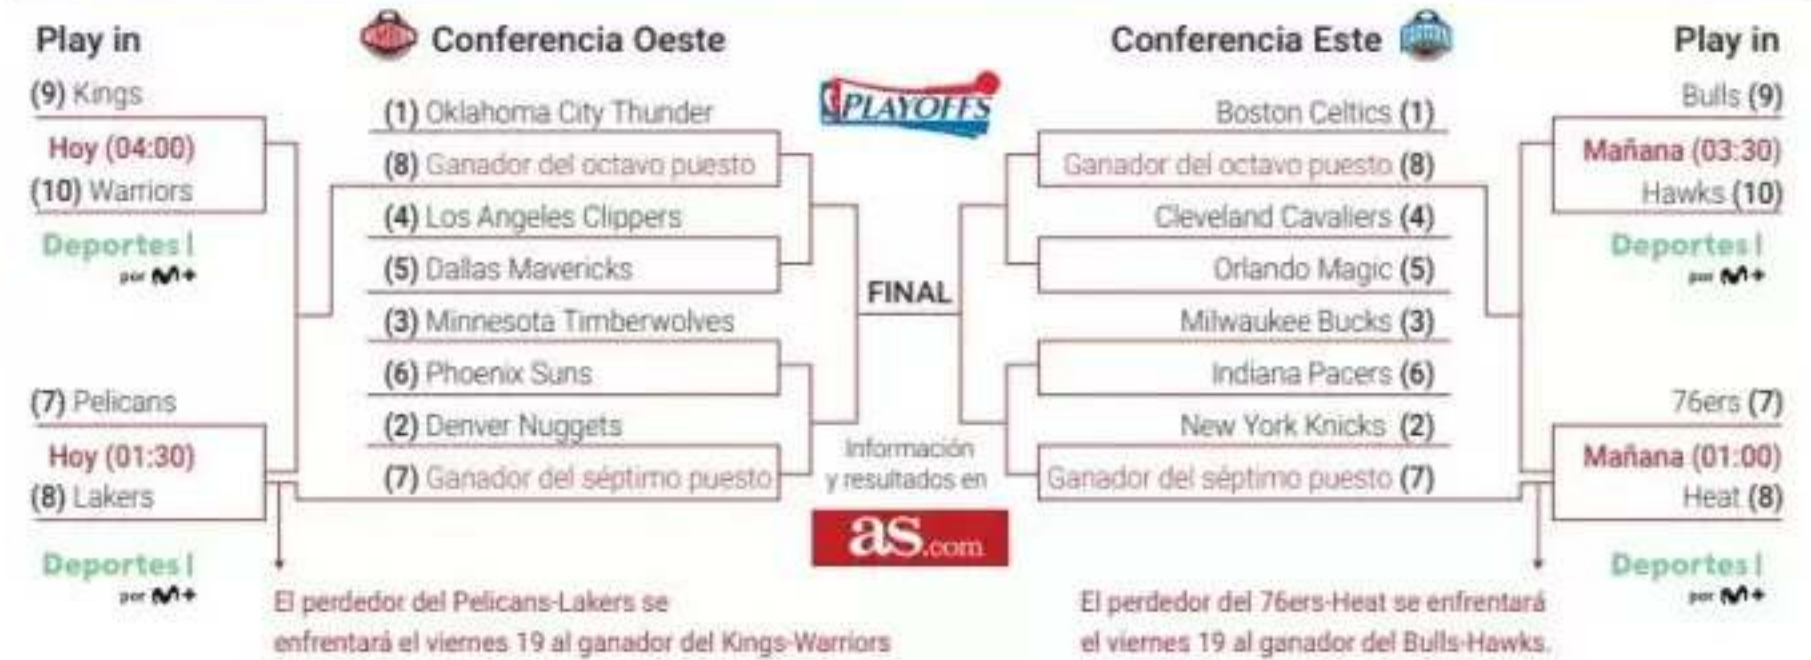 Play in
Conferencia Oeste
Conferencia Este
Play in
(9) Kings
Hoy (04:00)
(10) Warriors
Deportes
por M+
(7) Pelicans
Hoy (01:30)
(8) Lakers
Deportes
por M+
(1) Oklahoma City Thunder
(8) Ganador del octavo puesto
(4) Los Angeles Clippers
(5) Dallas Mavericks
(3) Minnesota Timberwolves
(6) Phoenix Suns
(2) Denver Nuggets
(7) Ganador del séptimo puesto
PLAYOFFS
FINAL
Información
y resultados en
as.com
Boston Celtics (1)
Ganador del octavo puesto (8)
Cleveland Cavaliers (4)
Orlando Magic (5)
Milwaukee Bucks (3)
Indiana Pacers (6)
New York Knicks (2)
Ganador del séptimo puesto (7)
Bulls (9)
Mañana (03:30)
Hawks (10)
Deportes
por M+
76ers (7)
Mañana (01:00)
Heat (8)
Deportes
por M+
El perdedor del Pelicans-Lakers se
enfrentará el viernes 19 al ganador del Kings-Warriors
El perdedor del 76ers-Heat se enfrentará
el viernes 19 al ganador del Bulls-Hawks.